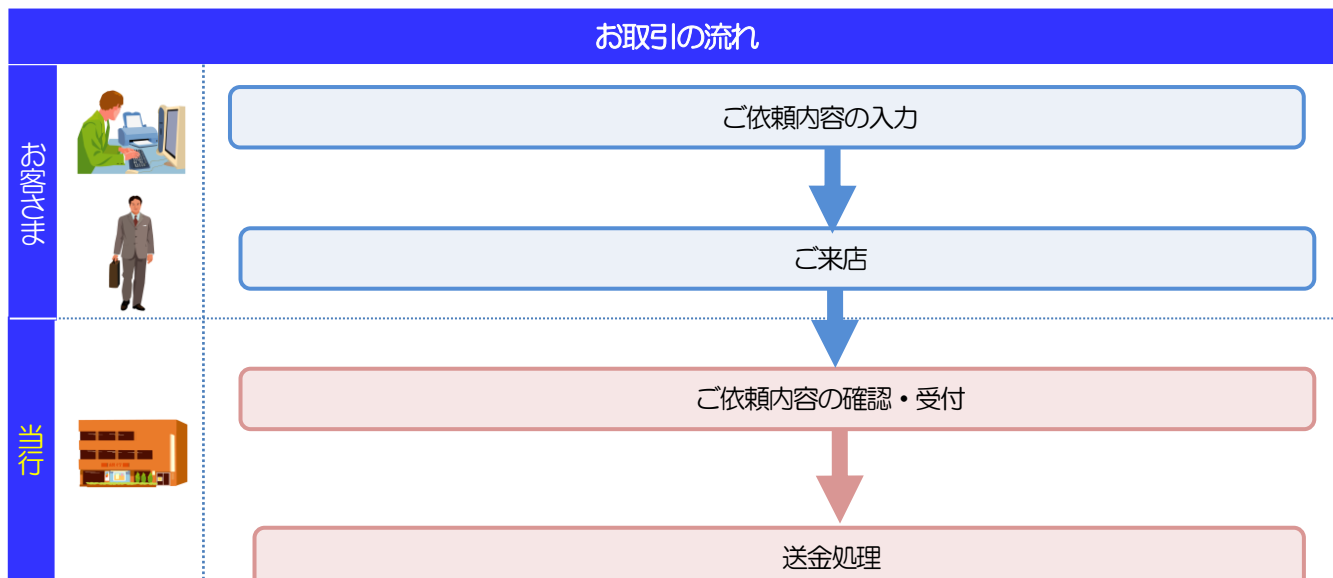 お取引の流れ
お客さま
ご依頼内容の入力
ご来店
当行
ご依頼内容の確認・受付
送金処理